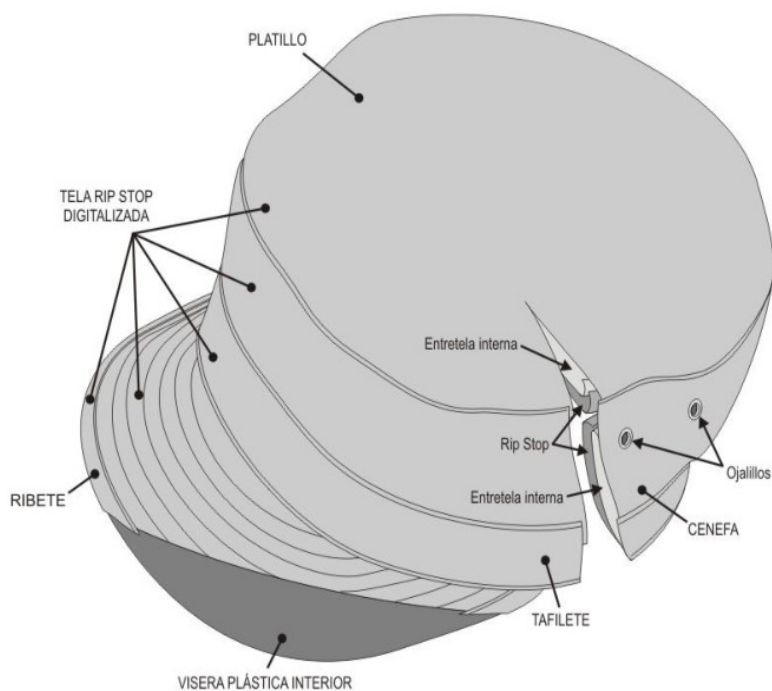 PLATILLO
TELA RIP STOP
DIGITALIZADA
Entretela interna
Rip Stop
Ojalillos
Entretela interna
RIBETE
CENEFA
TAFILETE
VISERA PLÁSTICA INTERIOR